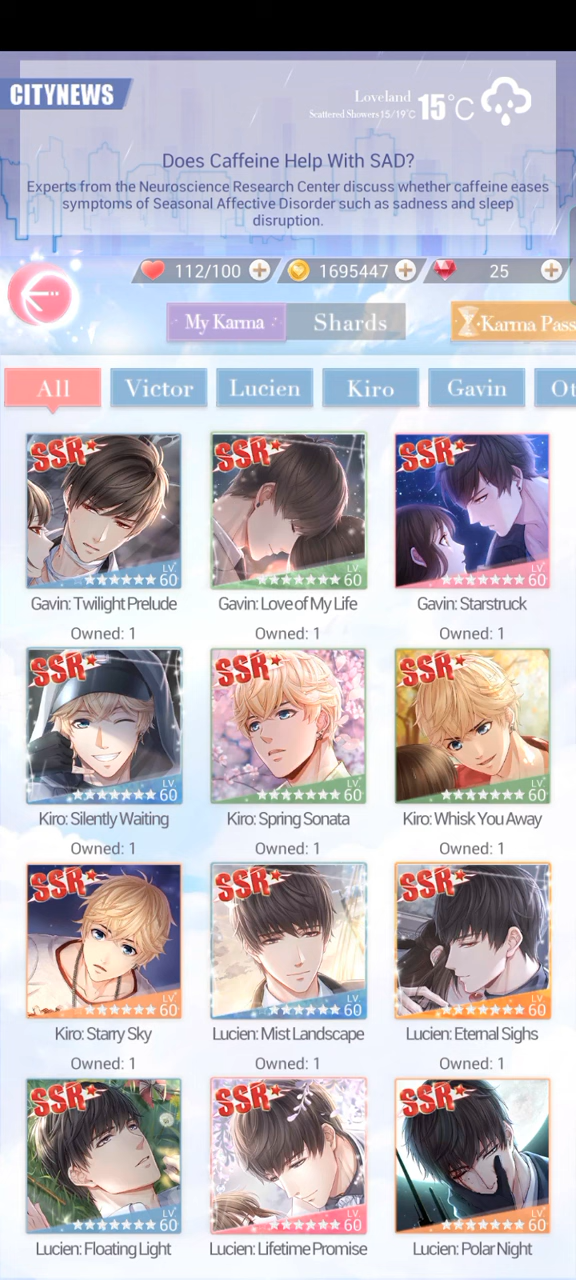 CITYNEWS
Loveland
Scattered Showers 15/19°C
15°C
Does Caffeine Help With SAD?
Experts from the Neuroscience Research Center discuss whether caffeine eases
symptoms of Seasonal Affective Disorder such as sadness and sleep
disruption.
112/100
1695447
25
My Karma
Shards
Karma Pass
All
Victor
Lucien
Kiro
Gavin
Ot
SSR
LV.
60
SSR
LV.
60
SSR
LV.
60
Gavin: Twilight Prelude
Gavin: Love of My Life
Gavin: Starstruck
Owned: 1
Owned: 1
Owned: 1
SSR
LV.
60
SSR
LV.
60
SSR
LV.
60
Kiro: Silently Waiting
Kiro: Spring Sonata
Kiro: Whisk You Away
Owned: 1
Owned: 1
Owned: 1
SSR
LV.
60
SSR
LV.
60
SSR
LV.
60
Kiro: Starry Sky
Lucien: Mist Landscape
Lucien: Eternal Sighs
Owned: 1
Owned: 1
Owned: 1
SSR
LV.
60
SSR
LV.
60
SSR
LV.
60
Lucien: Floating Light
Lucien: Lifetime Promise
Lucien: Polar Night